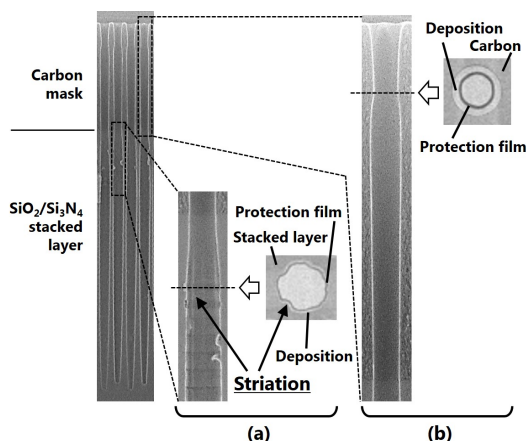 Carbon
mask
SiO₂/Si₃N₄
stacked
layer
Protection film
Stacked layer
Deposition
Striation
(a)
Deposition
Carbon
Protection film
(b)